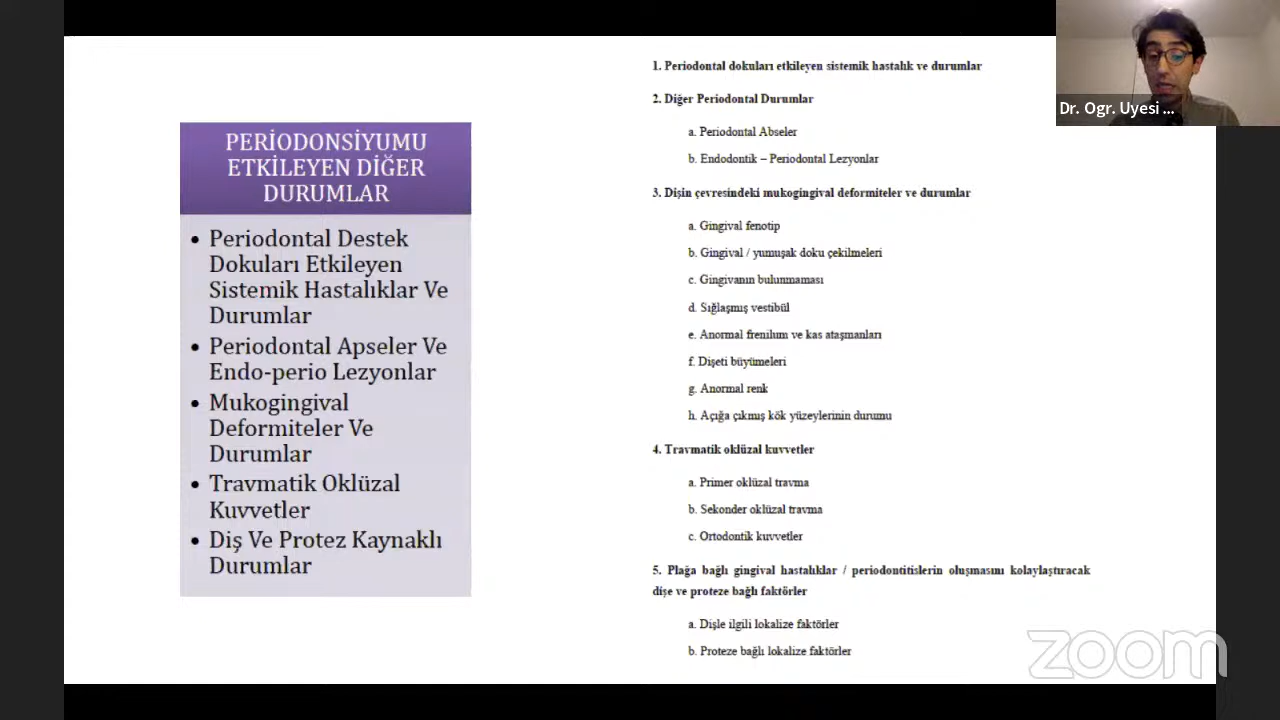 PERİODONSİYUMU
ETKİLEYEN DİĞER
DURUMLAR
• Periodontal Destek
Dokuları Etkileyen
Sistemik Hastalıklar Ve
Durumlar
• Periodontal Apseler Ve
Endo-perio Lezyonlar
• Mukogingival
Deformiteler Ve
Durumlar
• Travmatik Oklüzal
Kuvvetler
• Diş Ve Protez Kaynaklı
Durumlar
1. Periodontal dokuları etkileyen sistemik hastalık ve durumlar
2. Diğer Periodontal Durumlar
a. Periodontal Abseler
b. Endodontik – Periodontal Lezyonlar
3. Dişin çevresindeki mukogingival deformiteler ve durumlar
a. Gingival fenotip
b. Gingival / yumuşak doku çekilmeleri
c. Gingivanın bulunmaması
d. Sığlaşmış vestibül
e. Anormal frenilum ve kas ataşmanları
f. Dişeti büyümeleri
g. Anormal renk
h. Açığa çıkmış kök yüzeylerinin durumu
4. Travmatik oklüzal kuvvetler
a. Primer oklüzal travma
b. Sekonder oklüzal travma
c. Ortodontik kuvvetler
5. Plağa bağlı gingival hastalıklar / periodontitislerin oluşmasını kolaylaştıracak
dişe ve proteze bağlı faktörler
a. Dişle ilgili lokalize faktörler
b. Proteze bağlı lokalize faktörler
Dr. Ogr. Uyesi ...
zoom